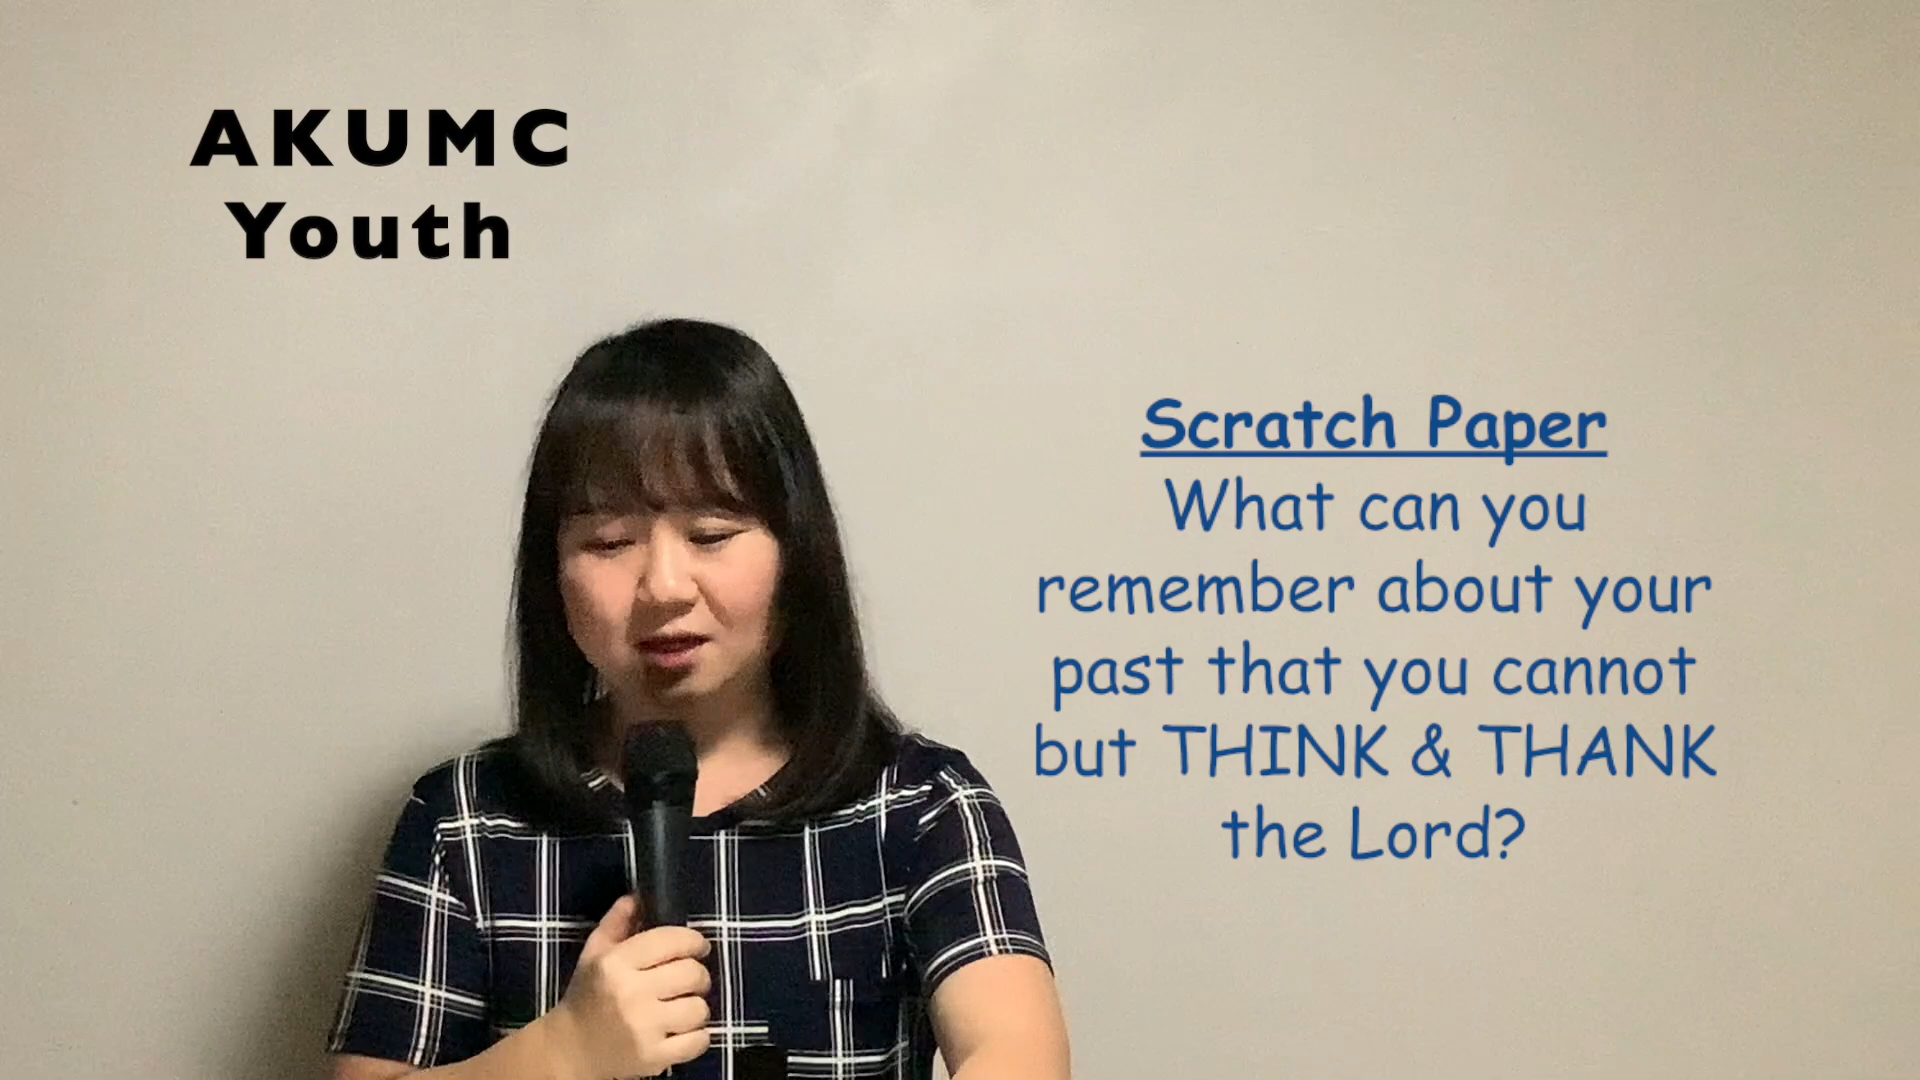 AKUMC
Youth
Scratch Paper
What can you
remember about your
past that you cannot
but THINK & THANK
the Lord?